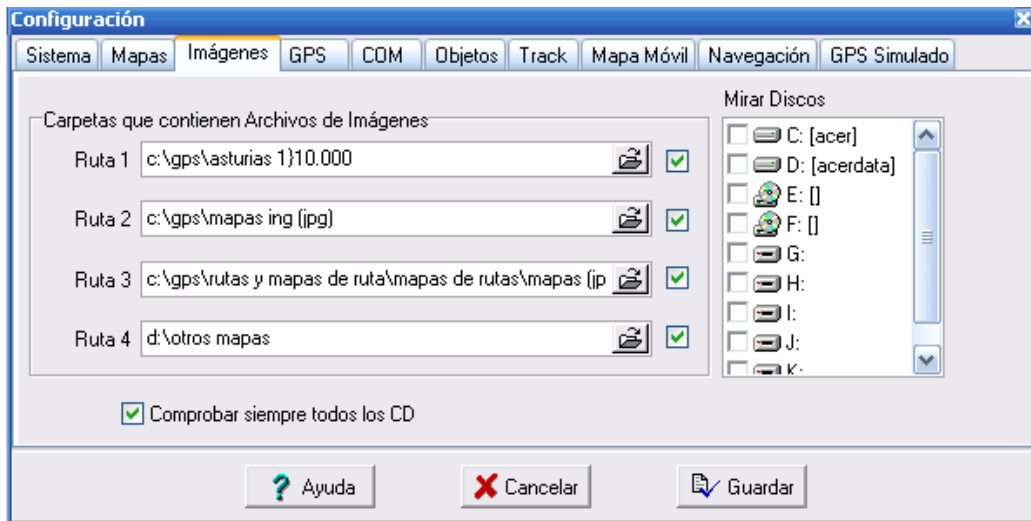 Configuración
Sistema Mapas Imágenes GPS COM Objetos Track Mapa Móvil Navegación GPS Simulado
Carpetas que contienen Archivos de Imágenes
Ruta 1 c:\gps\asturias 1}10.000
Ruta 2 c:\gps\mapas ing (jpg)
Ruta 3 c:\gps\rutas y mapas de ruta\mapas de rutas\mapas (jp
Ruta 4 d:\otros mapas
Comprobar siempre todos los CD
Mirar Discos
C: [acer]
D: [acerdata]
E: []
F: []
G:
H:
I:
J:
K:
? Ayuda
Cancelar
Guardar